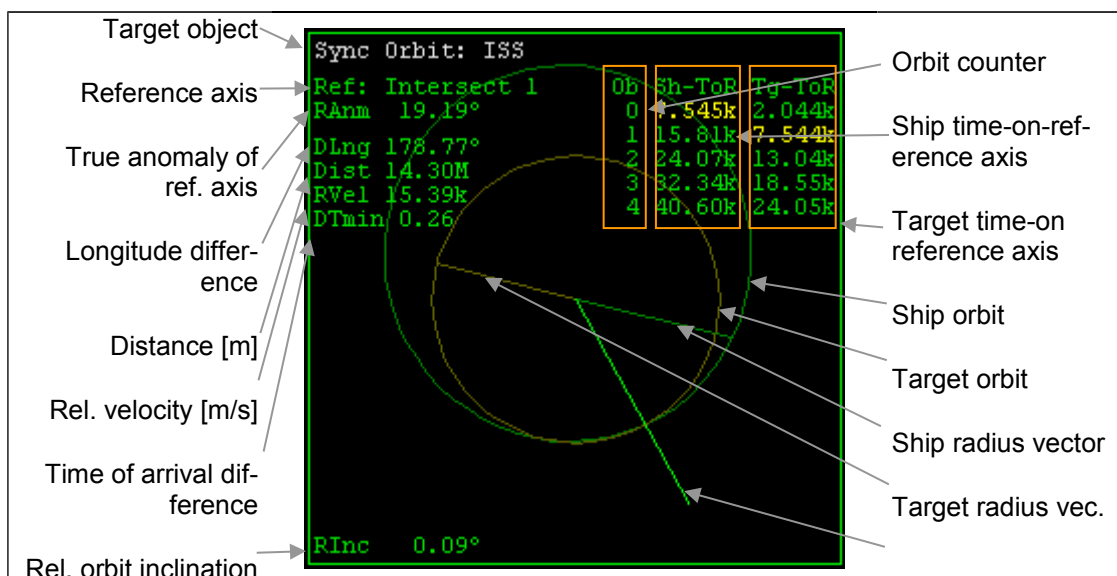 Target object
Reference axis
True anomaly of
ref. axis
Longitude differ-
ence
Distance [m]
Rel. velocity [m/s]
Time of arrival dif-
ference
Rel. orbit inclination
Sync Orbit: ISS
Ref: Intersect 1
RAnm 19.19°
DLng 178.77°
Dist 14.30M
RVel 15.39k
DTmin 0.26
Ob Sh-ToR Tg-ToR
0 7.545k 2.044k
1 15.81k 7.544k
2 24.07k 13.04k
3 32.34k 18.55k
4 40.60k 24.05k
RInc 0.09°
Orbit counter
Ship time-on-ref-
erence axis
Target time-on
reference axis
Ship orbit
Target orbit
Ship radius vector
Target radius vec.